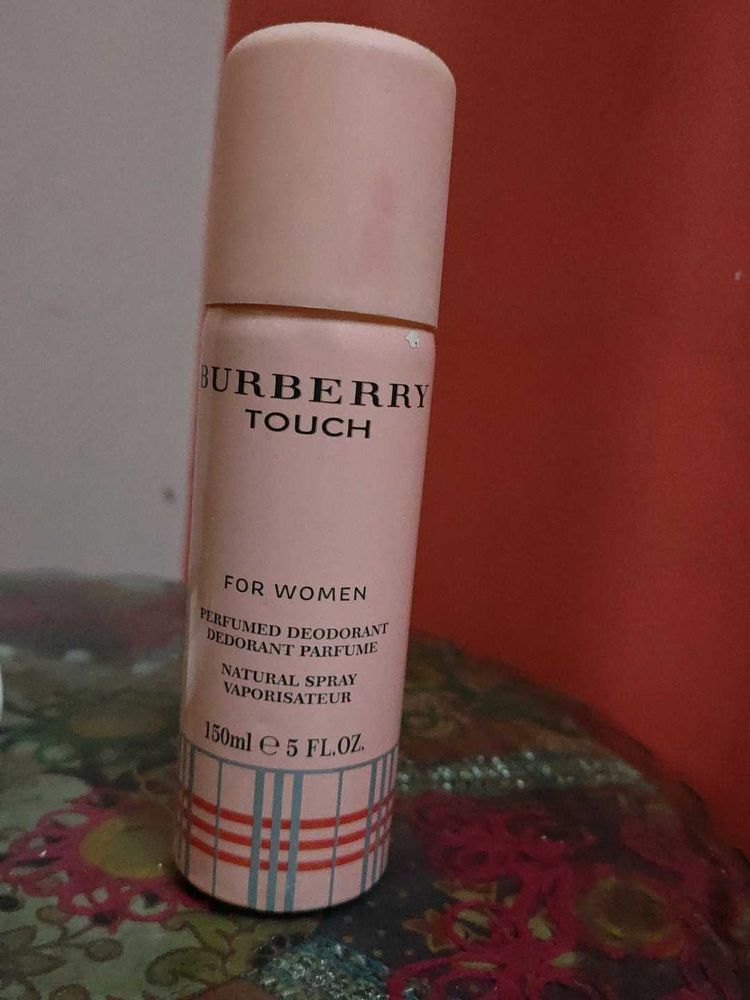 BURBERRY
TOUCH
FOR WOMEN
PERFUMED DEODORANT
DEDORANT PARFUME
NATURAL SPRAY
VAPORISATEUR
150ml ℮ 5 FL.OZ.